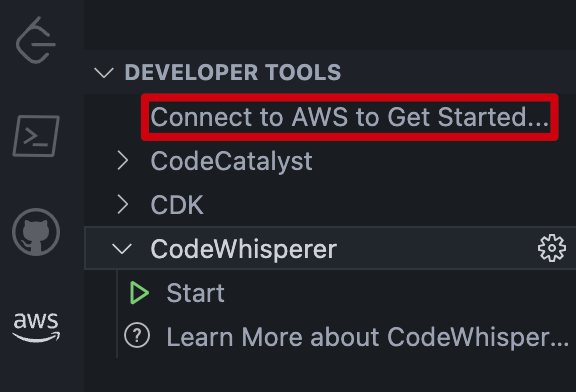 DEVELOPER TOOLS
Connect to AWS to Get Started...
CodeCatalyst
CDK
CodeWhisperer
Start
Learn More about CodeWhisper...
aws